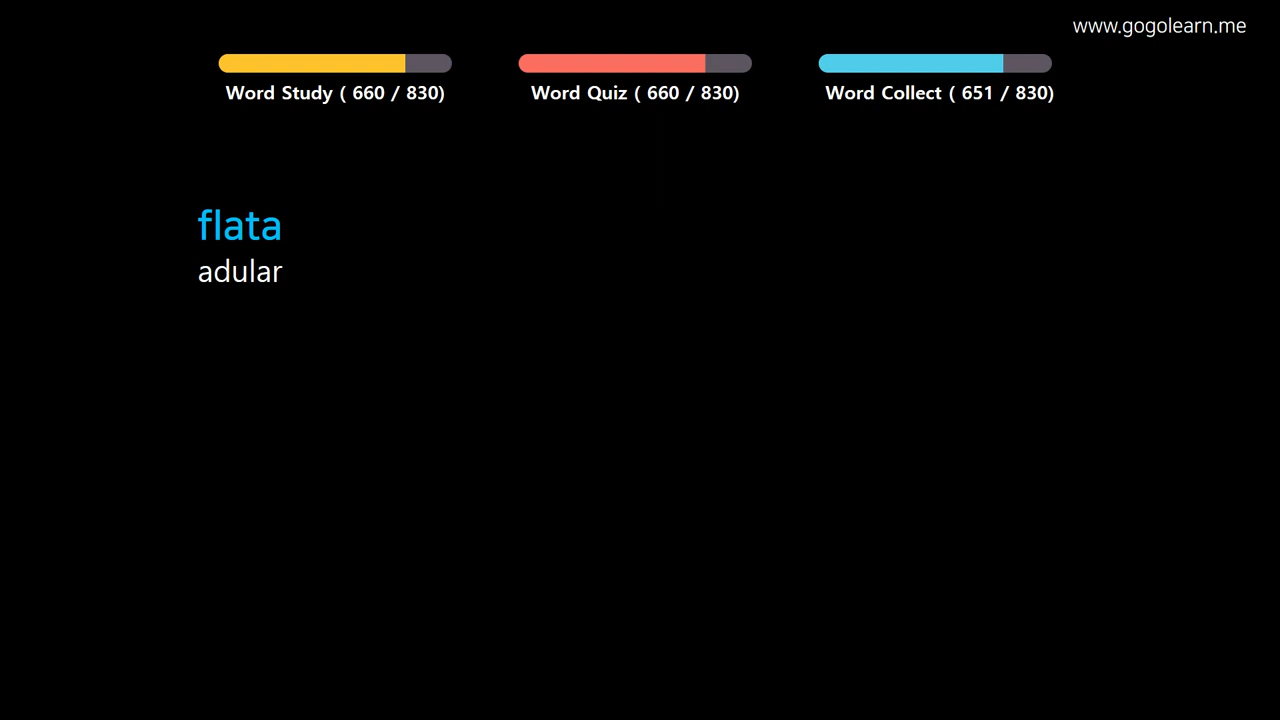 www.gogolearn.me
Word Study ( 660 / 830)
Word Quiz ( 660 / 830)
Word Collect ( 651 / 830)
flata
adular